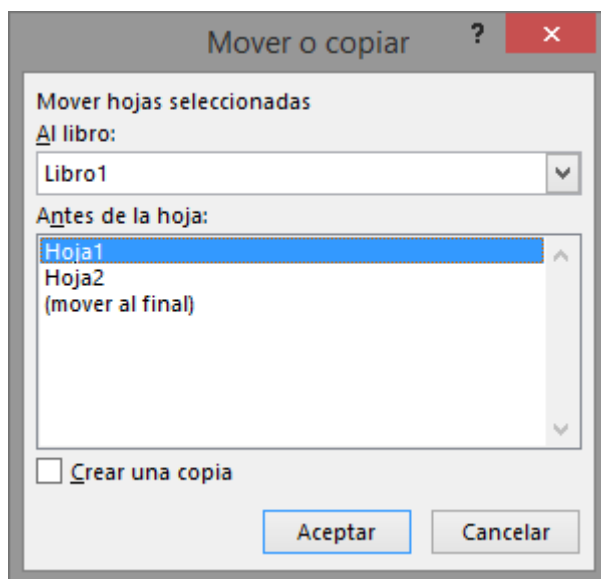 Mover o copiar ? ×
Mover hojas seleccionadas
Al libro:
Libro1
Antes de la hoja:
Hoja1
Hoja2
(mover al final)
Crear una copia
Aceptar Cancelar